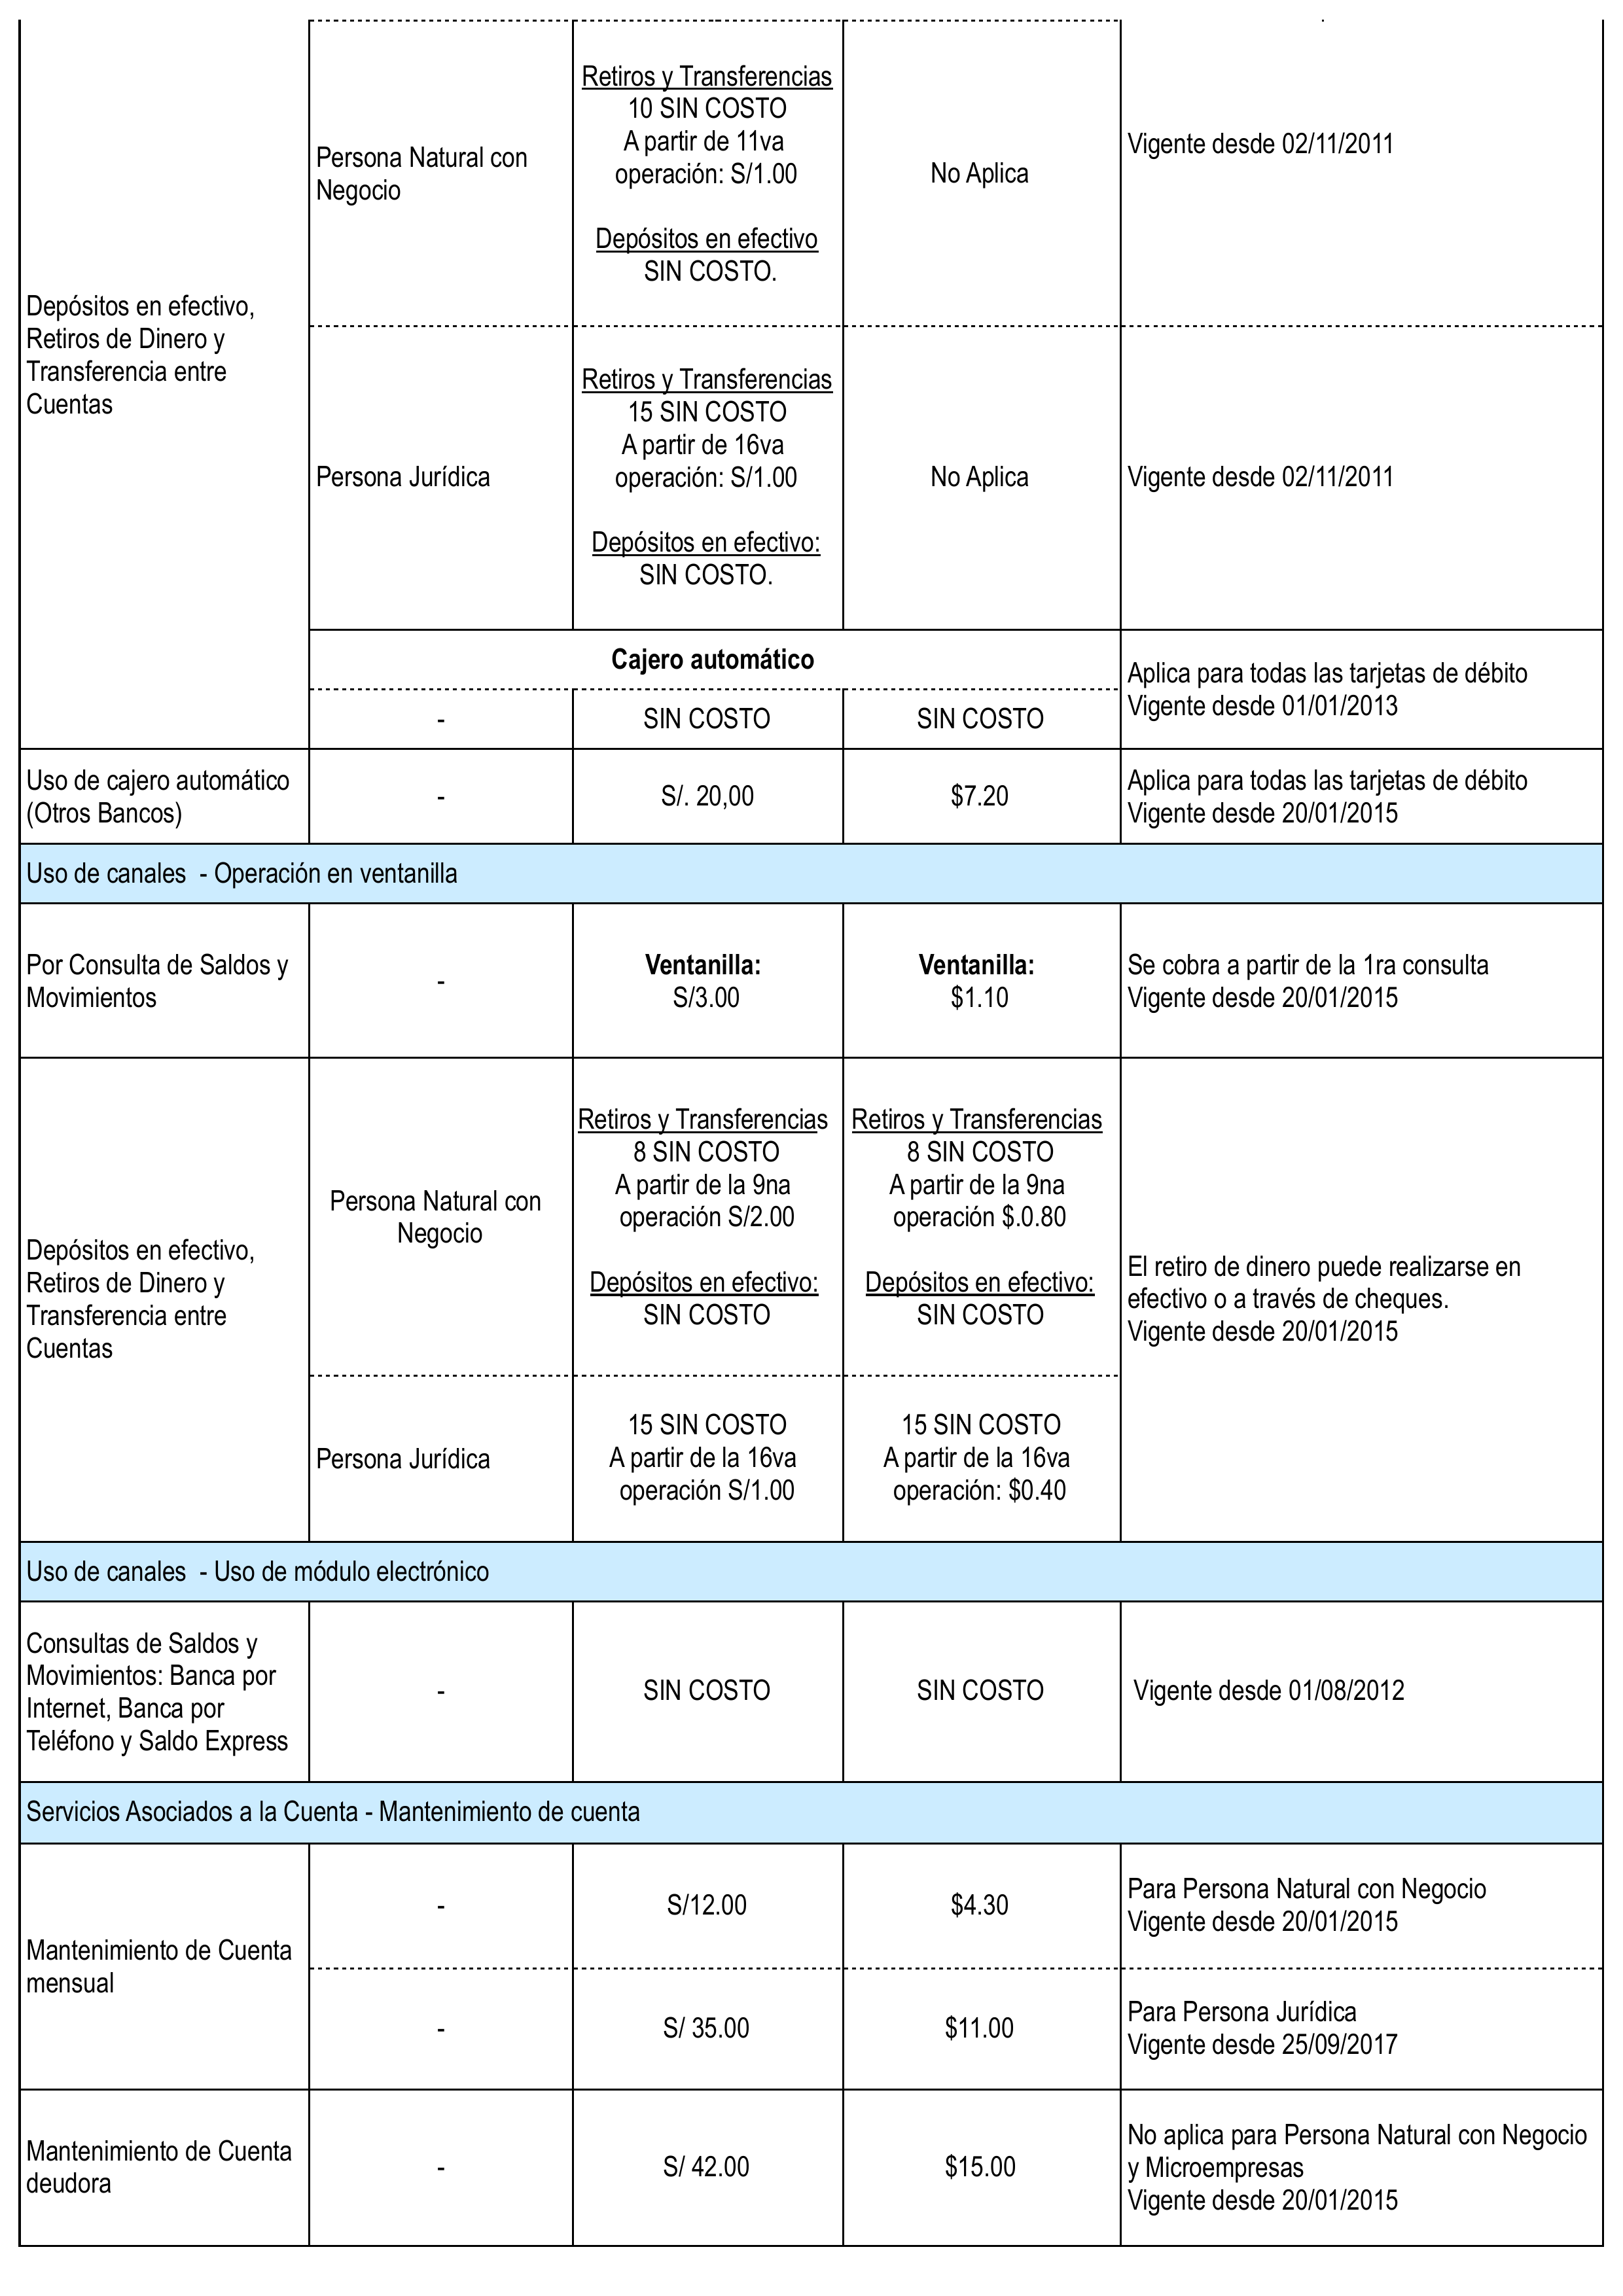 Depósitos en efectivo,
Retiros de Dinero y
Transferencia entre
Cuentas
Persona Natural con
Negocio
Retiros y Transferencias
10 SIN COSTO
A partir de 11va
operación: S/1.00
Depósitos en efectivo
SIN COSTO.
No Aplica
Vigente desde 02/11/2011
Persona Jurídica
Retiros y Transferencias
15 SIN COSTO
A partir de 16va
operación: S/1.00
Depósitos en efectivo:
SIN COSTO.
No Aplica
Vigente desde 02/11/2011
Cajero automático
-
SIN COSTO
SIN COSTO
Aplica para todas las tarjetas de débito
Vigente desde 01/01/2013
Uso de cajero automático
(Otros Bancos)
-
S/. 20,00
$7.20
Aplica para todas las tarjetas de débito
Vigente desde 20/01/2015
Uso de canales  - Operación en ventanilla
Por Consulta de Saldos y
Movimientos
-
Ventanilla:
S/3.00
Ventanilla:
$1.10
Se cobra a partir de la 1ra consulta
Vigente desde 20/01/2015
Depósitos en efectivo,
Retiros de Dinero y
Transferencia entre
Cuentas
Persona Natural con
Negocio
Retiros y Transferencias
8 SIN COSTO
A partir de la 9na
operación S/2.00
Depósitos en efectivo:
SIN COSTO
Retiros y Transferencias
8 SIN COSTO
A partir de la 9na
operación $.0.80
Depósitos en efectivo:
SIN COSTO
El retiro de dinero puede realizarse en
efectivo o a través de cheques.
Vigente desde 20/01/2015
Persona Jurídica
15 SIN COSTO
A partir de la 16va
operación S/1.00
15 SIN COSTO
A partir de la 16va
operación: $0.40
Uso de canales  - Uso de módulo electrónico
Consultas de Saldos y
Movimientos: Banca por
Internet, Banca por
Teléfono y Saldo Express
-
SIN COSTO
SIN COSTO
Vigente desde 01/08/2012
Servicios Asociados a la Cuenta - Mantenimiento de cuenta
Mantenimiento de Cuenta
mensual
-
S/12.00
$4.30
Para Persona Natural con Negocio
Vigente desde 20/01/2015
-
S/ 35.00
$11.00
Para Persona Jurídica
Vigente desde 25/09/2017
Mantenimiento de Cuenta
deudora
-
S/ 42.00
$15.00
No aplica para Persona Natural con Negocio
y Microempresas
Vigente desde 20/01/2015